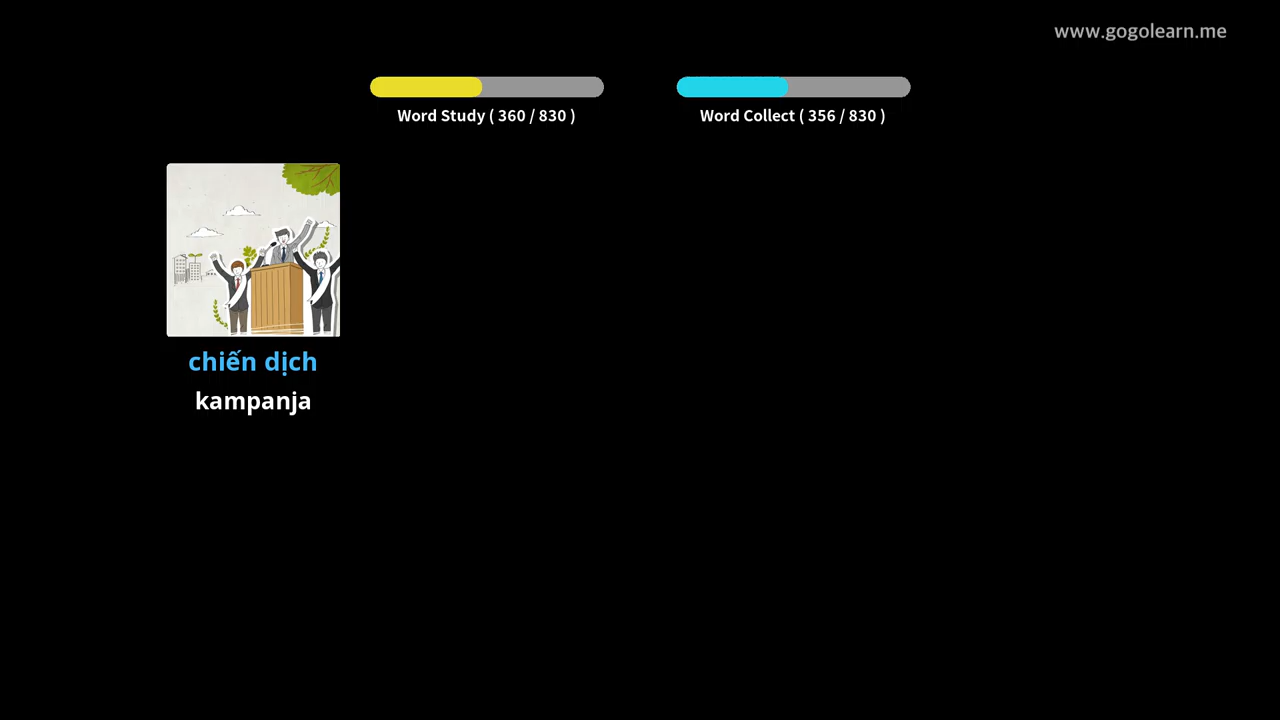 www.gogolearn.me
Word Study ( 360 / 830 )
Word Collect ( 356 / 830 )
chiến dịch
kampanja